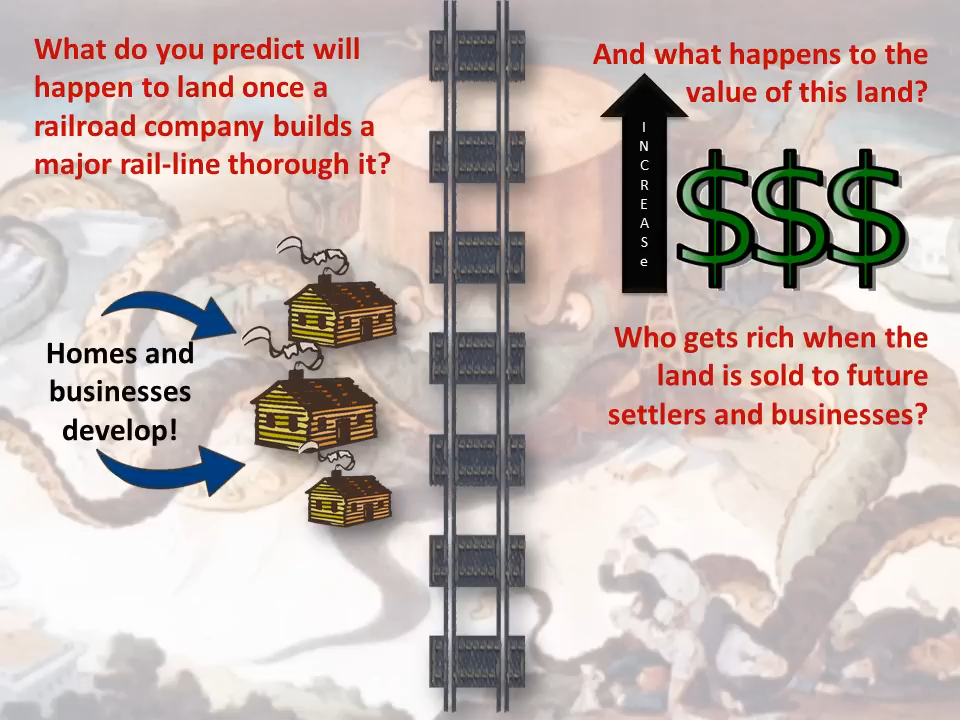 What do you predict will
happen to land once a
railroad company builds a
major rail-line thorough it?
Homes and
businesses
develop!
And what happens to the
value of this land?
I
N
C
R
E
A
S
e
$$$
Who gets rich when the
land is sold to future
settlers and businesses?